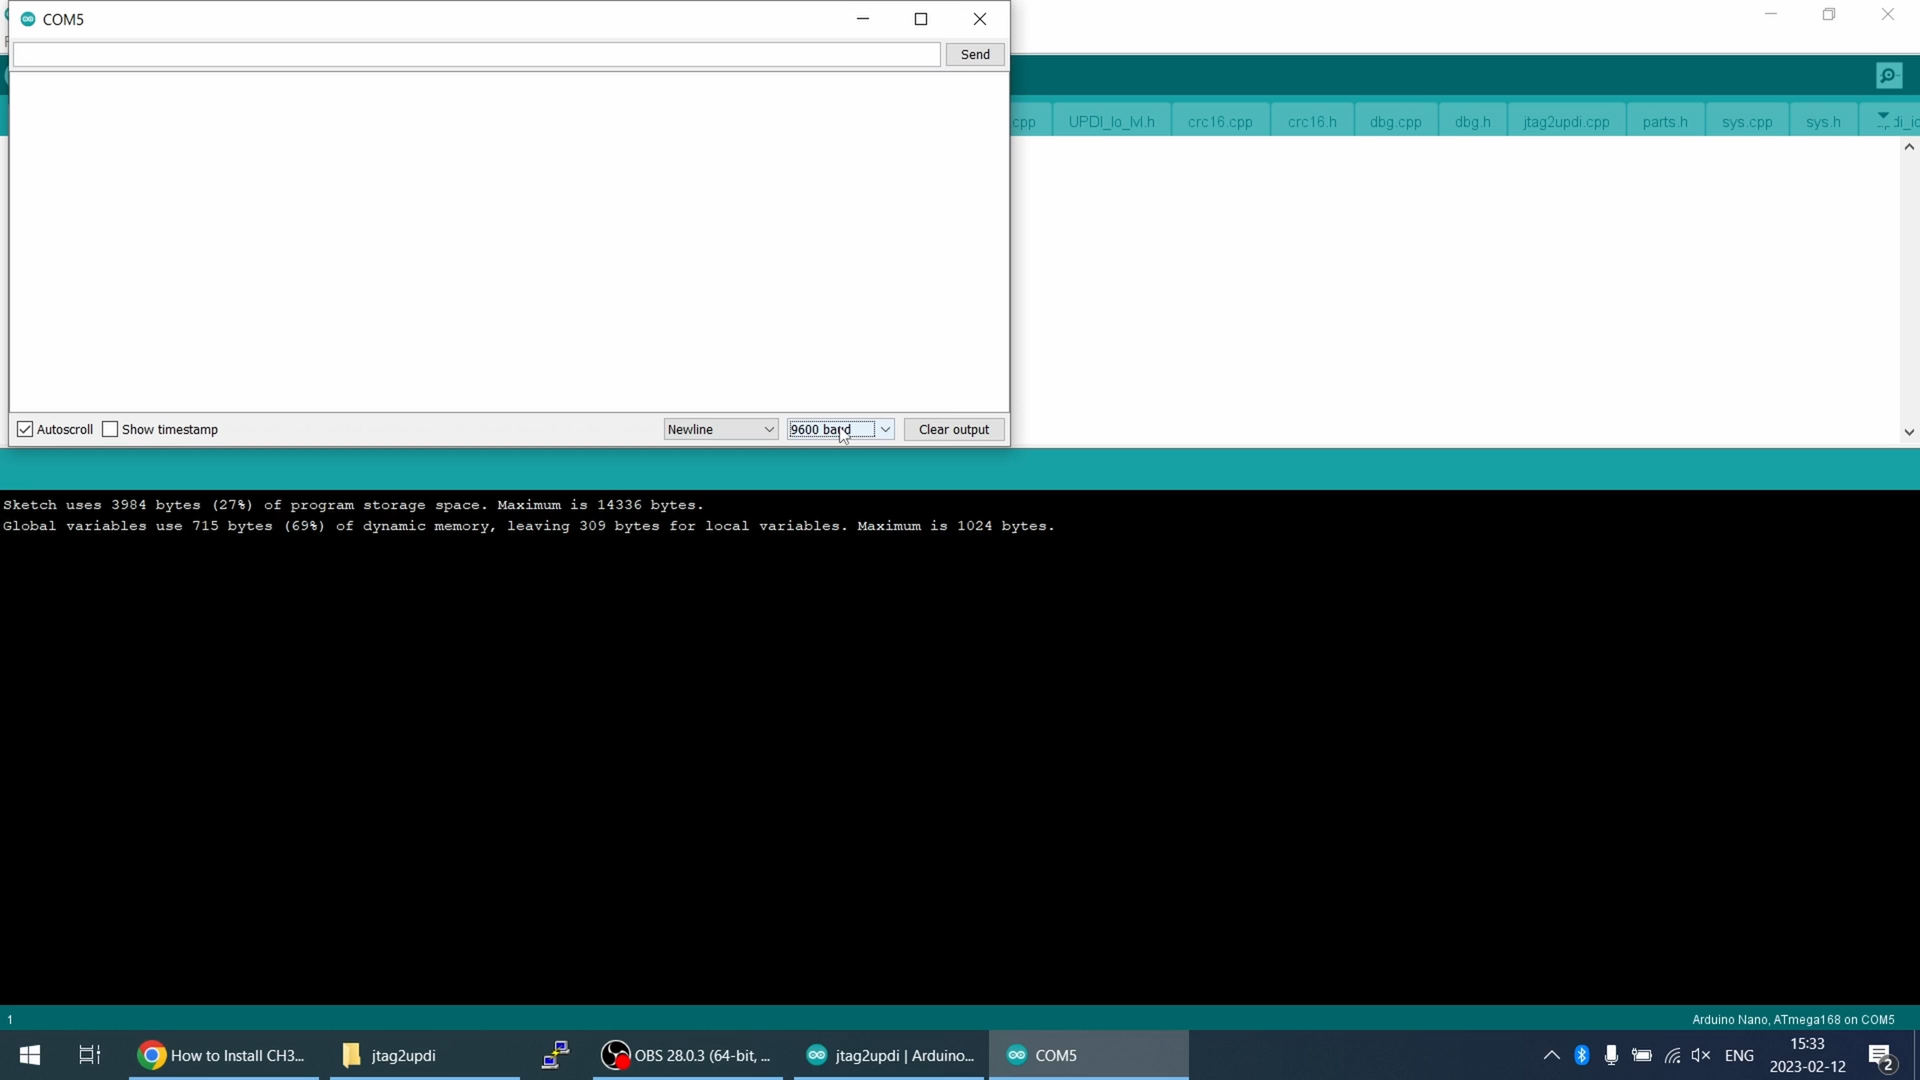 COM5
Send
cpp
UPDI_lo_lvl.h
crc16.cpp
crc16.h
dbg.cpp
dbg.h
jtag2updi.cpp
parts.h
sys.cpp
sys.h
Autoscroll
Show timestamp
Newline
9600 baud
Clear output
Sketch uses 3984 bytes (27%) of program storage space. Maximum is 14336 bytes.
Global variables use 715 bytes (69%) of dynamic memory, leaving 309 bytes for local variables. Maximum is 1024 bytes.
1
Arduino Nano, ATmega168 on COM5
How to Install CH3...
jtag2updi
OBS 28.0.3 (64-bit, ...
jtag2updi | Arduino...
COM5
ENG
15:33
2023-02-12
2